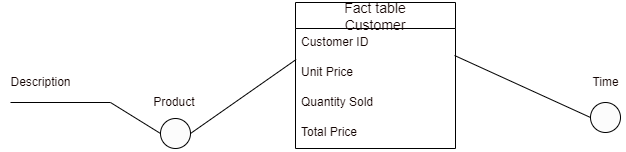 Fact table
Customer
Customer ID
Unit Price
Quantity Sold
Total Price
Description
Product
Time